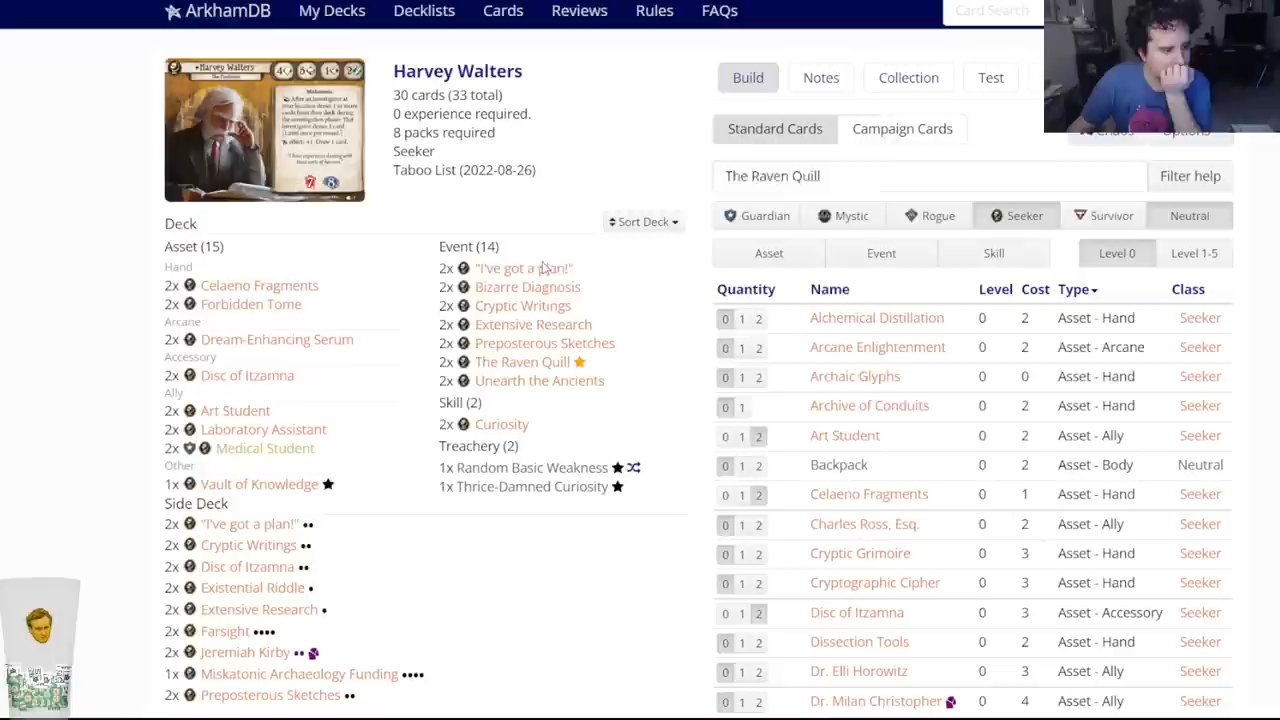 ArkhamDB My Decks Decklists Cards Reviews Rules FAQs Card Search
Harvey Walters
30 cards (33 total)
0 experience required.
8 packs required
Seeker
Taboo List (2022-08-26)
Harvey Walters
Deck
Sort Deck
Asset (15)
Hand
2x Celaeno Fragments
2x Forbidden Tome
Arcane
2x Dream-Enhancing Serum
Accessory
2x Disc of Itzamna
Ally
2x Art Student
2x Laboratory Assistant
2x Medical Student
Other
1x Vault of Knowledge
Event (14)
2x "I've got a plan!"
2x Bizarre Diagnosis
2x Cryptic Writings
2x Extensive Research
2x Preposterous Sketches
2x The Raven Quill
2x Unearth the Ancients
Skill (2)
2x Curiosity
Treachery (2)
1x Random Basic Weakness
1x Thrice-Damned Curiosity
Side Deck
2x "I've got a plan!" ••
2x Cryptic Writings ••
2x Disc of Itzamna ••
2x Existential Riddle •
2x Extensive Research •
2x Farsight ••••
2x Jeremiah Kirby ••
1x Miskatonic Archaeology Funding ••••
2x Preposterous Sketches ••
Build Notes Collection Test
Standard Cards Campaign Cards Chaos Options
The Raven Quill Filter help
Guardian Mystic Rogue Seeker Survivor Neutral
Asset Event Skill Level 0 Level 1-5
Quantity Name Level Cost Type Class
0 1 2 Alchemical Distillation 0 2 Asset - Hand Seeker
0 1 2 Arcane Enlightenment 0 2 Asset - Arcane Seeker
0 1 2 Archaic Glyphs 0 0 Asset - Hand Seeker
0 1 Archive of Conduits 0 2 Asset - Hand Seeker
0 1 2 Art Student 0 2 Asset - Ally Seeker
0 1 2 Backpack 0 2 Asset - Body Neutral
0 1 2 Celaeno Fragments 0 1 Asset - Hand Seeker
0 1 2 Charles Ross, Esq. 0 2 Asset - Ally Seeker
0 1 2 Cryptic Grimoire 0 3 Asset - Hand Seeker
0 1 2 Cryptographic Cipher 0 3 Asset - Hand Seeker
0 1 2 Disc of Itzamna 0 3 Asset - Accessory Seeker
0 1 2 Dissection Tools 0 2 Asset - Hand Seeker
0 1 2 Dr. Elli Horowitz 0 3 Asset - Ally Seeker
0 1 2 Dr. Milan Christopher 0 4 Asset - Ally Seeker